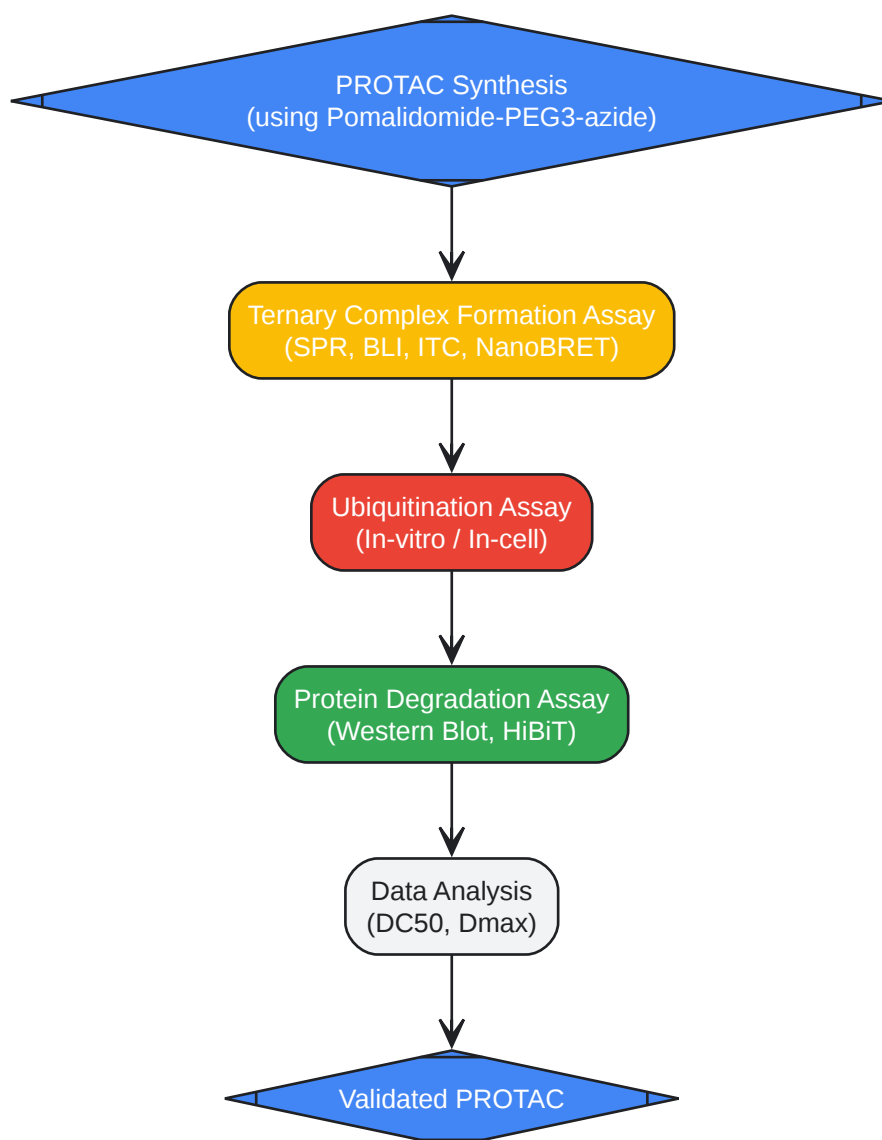 PROTAC Synthesis
(using Pomalidomide-PEG3-azide)
Ternary Complex Formation Assay
(SPR, BLI, ITC, NanoBRET)
Ubiquitination Assay
(In-vitro / In-cell)
Protein Degradation Assay
(Western Blot, HiBiT)
Data Analysis
(DC50, Dmax)
Validated PROTAC